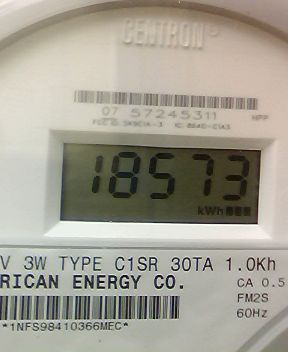 CENTRON®
07 57245311
HPP
18573
kWh
V 3W TYPE C1SR 30TA 1.0Kh
RICAN ENERGY CO.
CA 0.5
FM2S
60Hz
*1NFS98410366MEC*